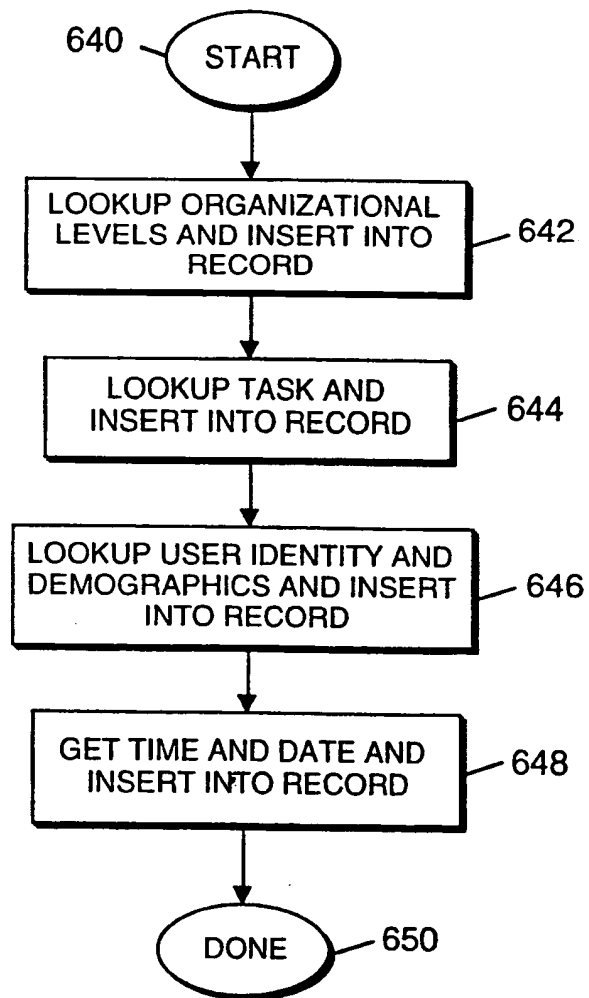 640
START
LOOKUP ORGANIZATIONAL
LEVELS AND INSERT INTO
RECORD
642
LOOKUP TASK AND
INSERT INTO RECORD
644
LOOKUP USER IDENTITY AND
DEMOGRAPHICS AND INSERT
INTO RECORD
646
GET TIME AND DATE AND
INSERT INTO RECORD
648
DONE
650